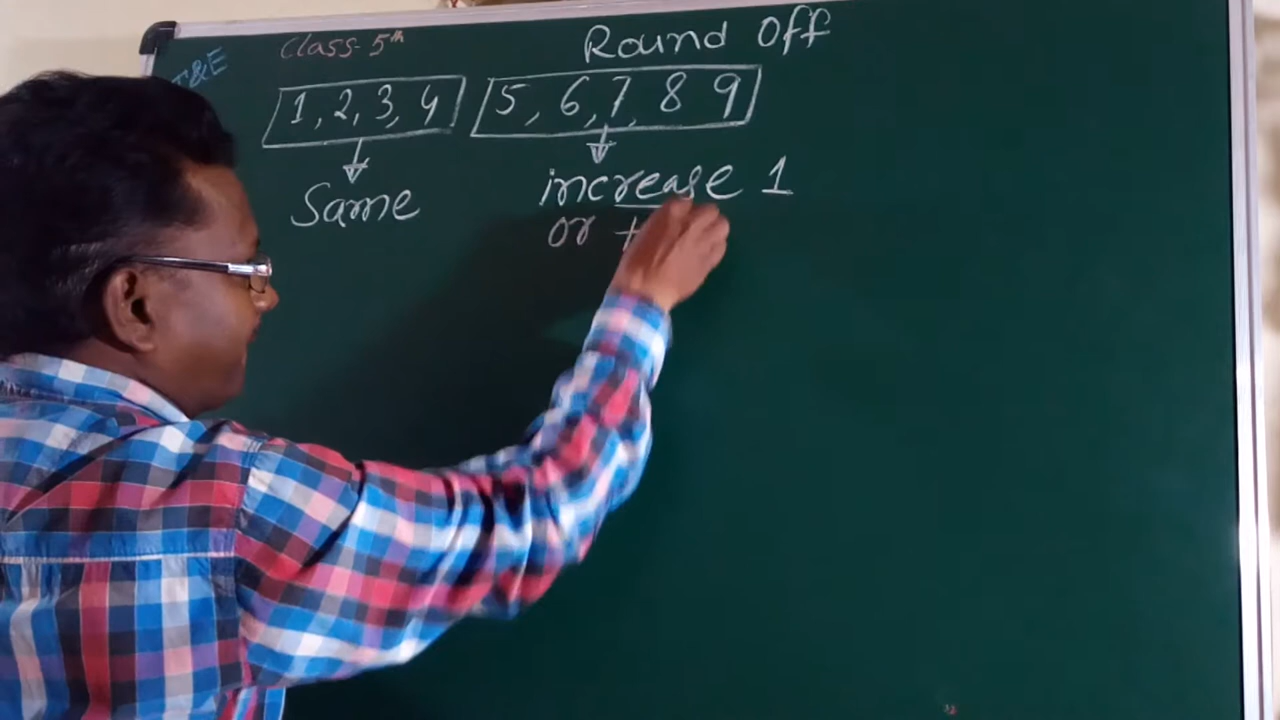 Class-5th
Round Off
T&E
1, 2, 3, 4
5, 6, 7, 8 9
Same
increase 1
or +